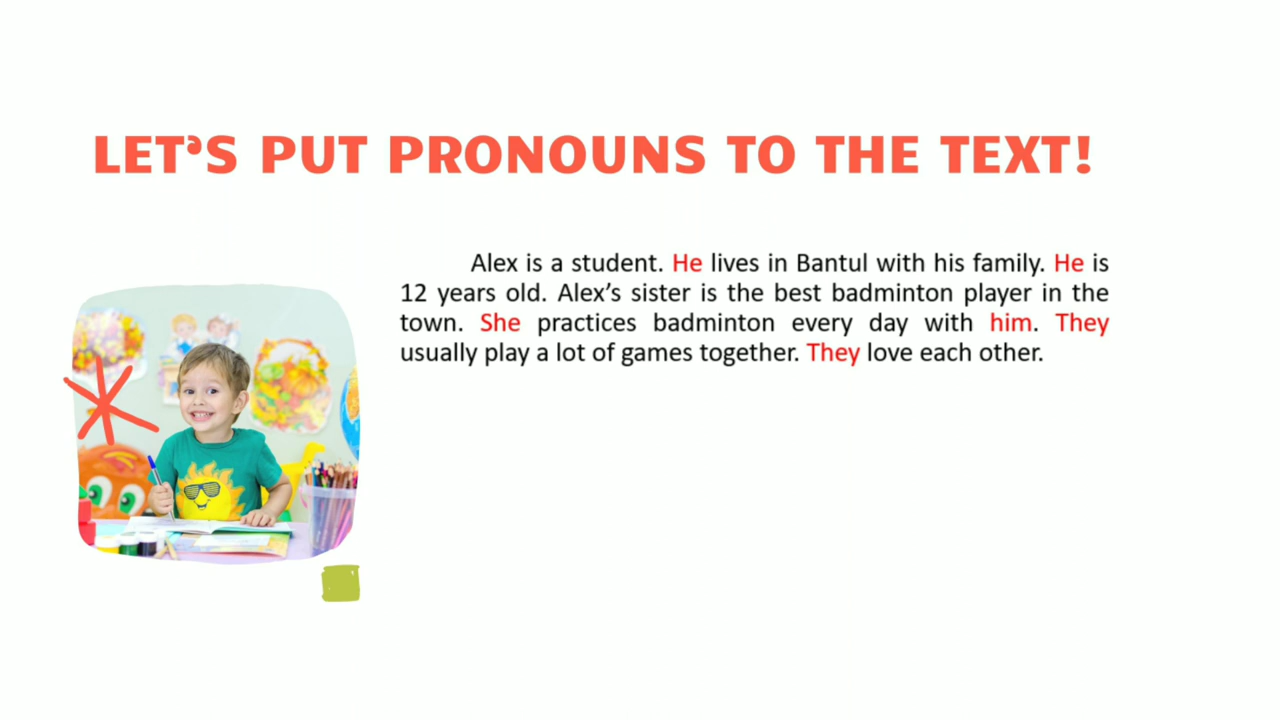 LET'S PUT PRONOUNS TO THE TEXT!
Alex is a student. He lives in Bantul with his family. He is
12 years old. Alex's sister is the best badminton player in the
town. She practices badminton every day with him. They
usually play a lot of games together. They love each other.